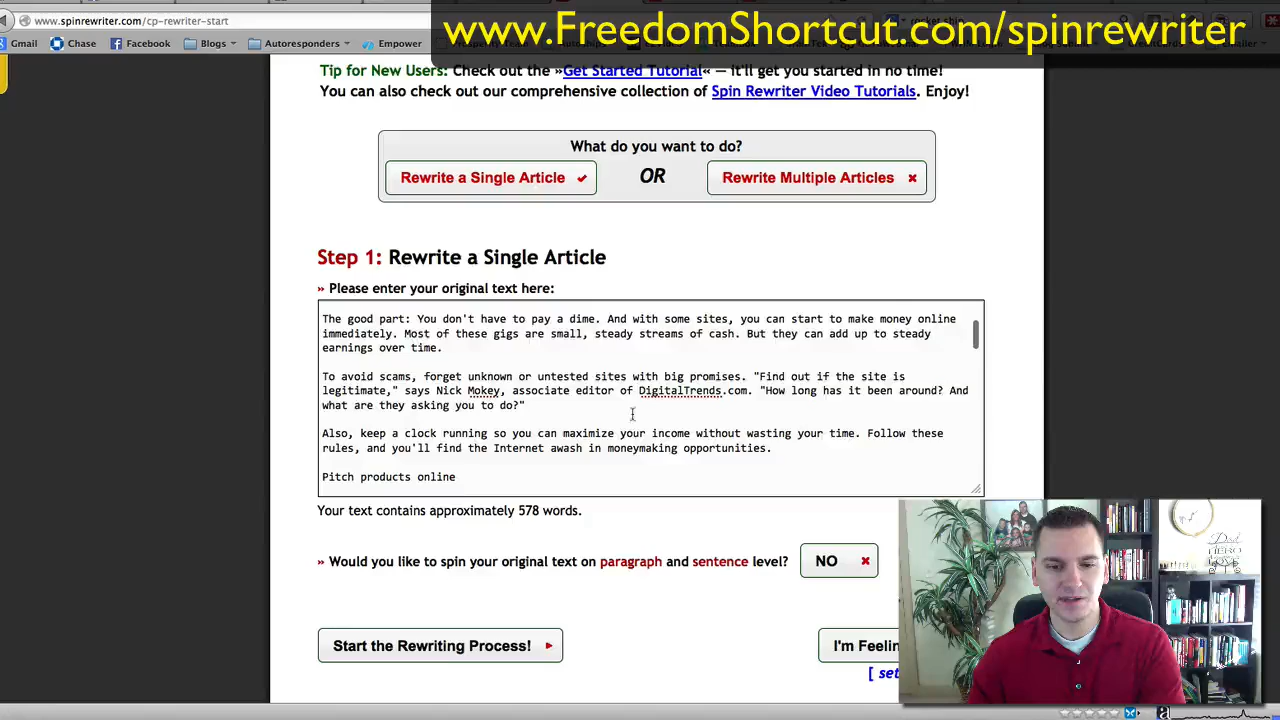 www.spinrewriter.com/cp-rewriter-start
www.FreedomShortcut.com/spinrewriter
Gmail Chase Facebook Blogs Autoresponders Empower
Tip for New Users: Check out the »Get Started Tutorial« — it'll get you started in no time!
You can also check out our comprehensive collection of Spin Rewriter Video Tutorials. Enjoy!
What do you want to do?
Rewrite a Single Article OR Rewrite Multiple Articles
Step 1: Rewrite a Single Article
» Please enter your original text here:
The good part: You don't have to pay a dime. And with some sites, you can start to make money online
immediately. Most of these gigs are small, steady streams of cash. But they can add up to steady
earnings over time.
To avoid scams, forget unknown or untested sites with big promises. "Find out if the site is
legitimate," says Nick Mokey, associate editor of DigitalTrends.com. "How long has it been around? And
what are they asking you to do?"
Also, keep a clock running so you can maximize your income without wasting your time. Follow these
rules, and you'll find the Internet awash in moneymaking opportunities.
Pitch products online
Your text contains approximately 578 words.
» Would you like to spin your original text on paragraph and sentence level? NO
Start the Rewriting Process! I'm Feelin
[ set